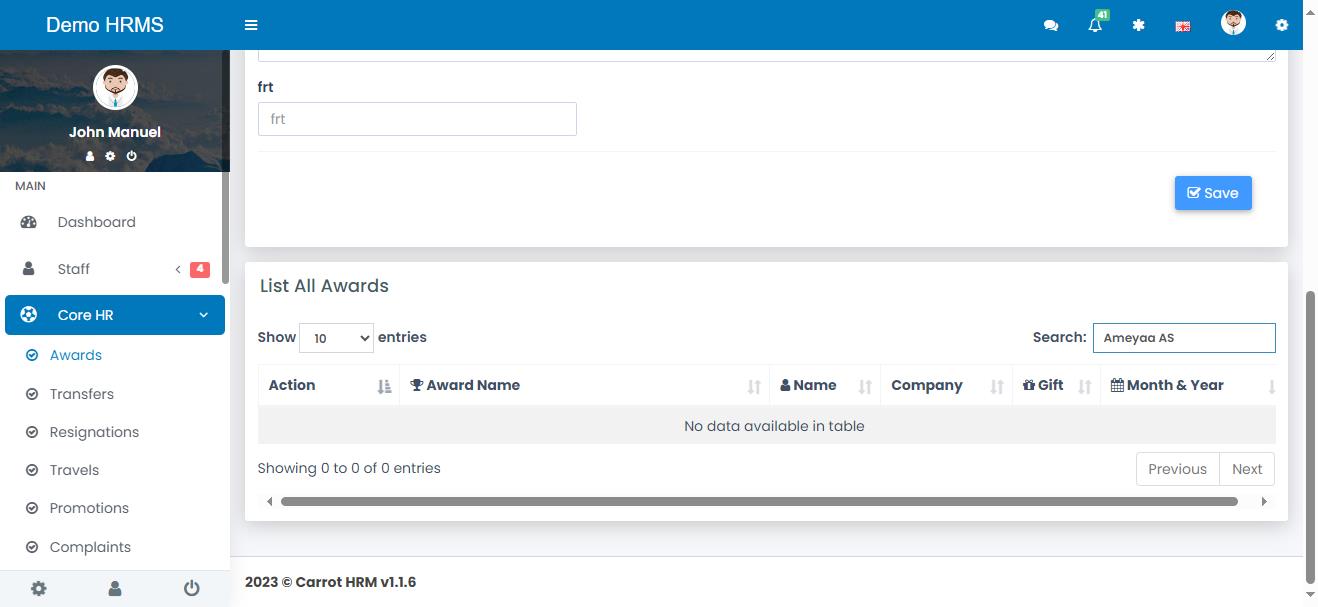 Demo HRMS
41
John Manuel
MAIN
Dashboard
Staff
4
Core HR
Awards
Transfers
Resignations
Travels
Promotions
Complaints
frt
frt
Save
List All Awards
Show 10 entries
Search: Ameyaa AS
Action Award Name Name Company Gift Month & Year
No data available in table
Showing 0 to 0 of 0 entries
Previous Next
2023 © Carrot HRM v1.1.6